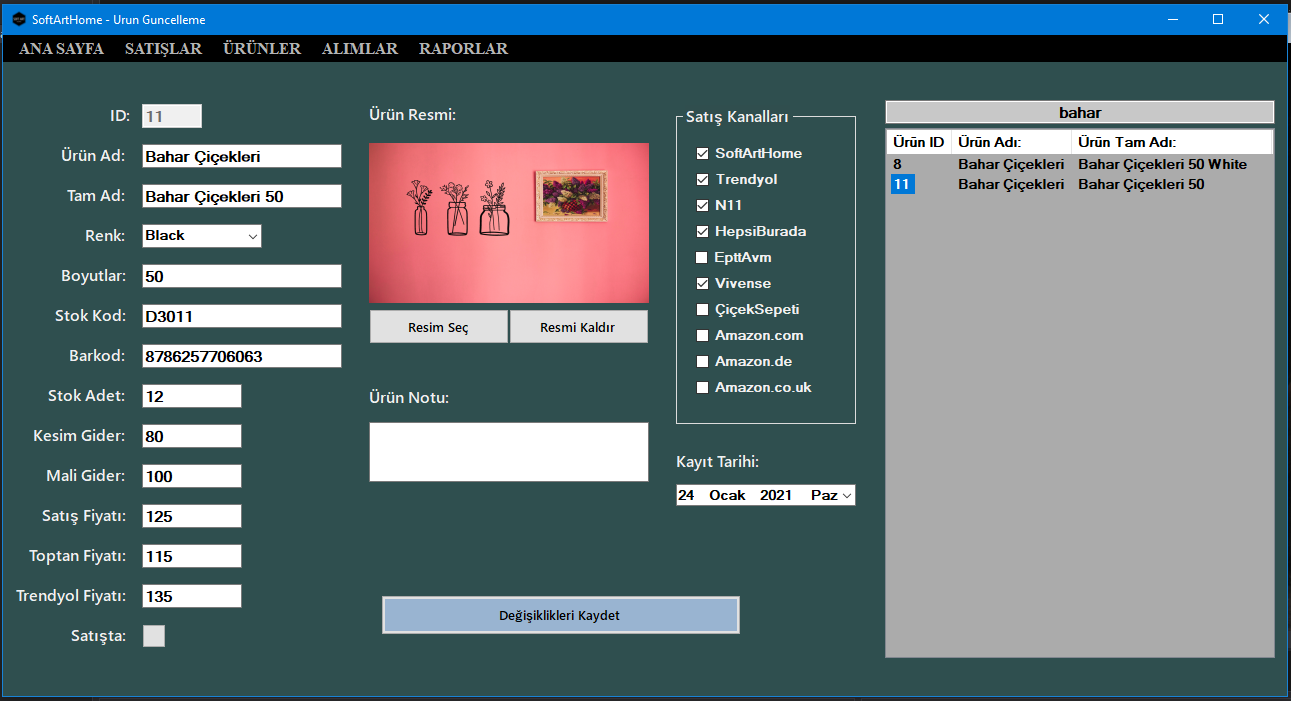 SoftArtHome - Urun Guncelleme
ANA SAYFA SATIŞLAR ÜRÜNLER ALIMLAR RAPORLAR
ID: 11
Ürün Ad: Bahar Çiçekleri
Tam Ad: Bahar Çiçekleri 50
Renk: Black
Boyutlar: 50
Stok Kod: D3011
Barkod: 8786257706063
Stok Adet: 12
Kesim Gider: 80
Mali Gider: 100
Satış Fiyatı: 125
Toptan Fiyatı: 115
Trendyol Fiyatı: 135
Satışta:
Ürün Resmi:
Resim Seç Resmi Kaldır
Ürün Notu:
Değişiklikleri Kaydet
Satış Kanalları
SoftArtHome
Trendyol
N11
HepsiBurada
EpttAvm
Vivense
ÇiçekSepeti
Amazon.com
Amazon.de
Amazon.co.uk
Kayıt Tarihi:
24 Ocak 2021 Paz
bahar
Ürün ID Ürün Adı: Ürün Tam Adı:
8 Bahar Çiçekleri Bahar Çiçekleri 50 White
11 Bahar Çiçekleri Bahar Çiçekleri 50